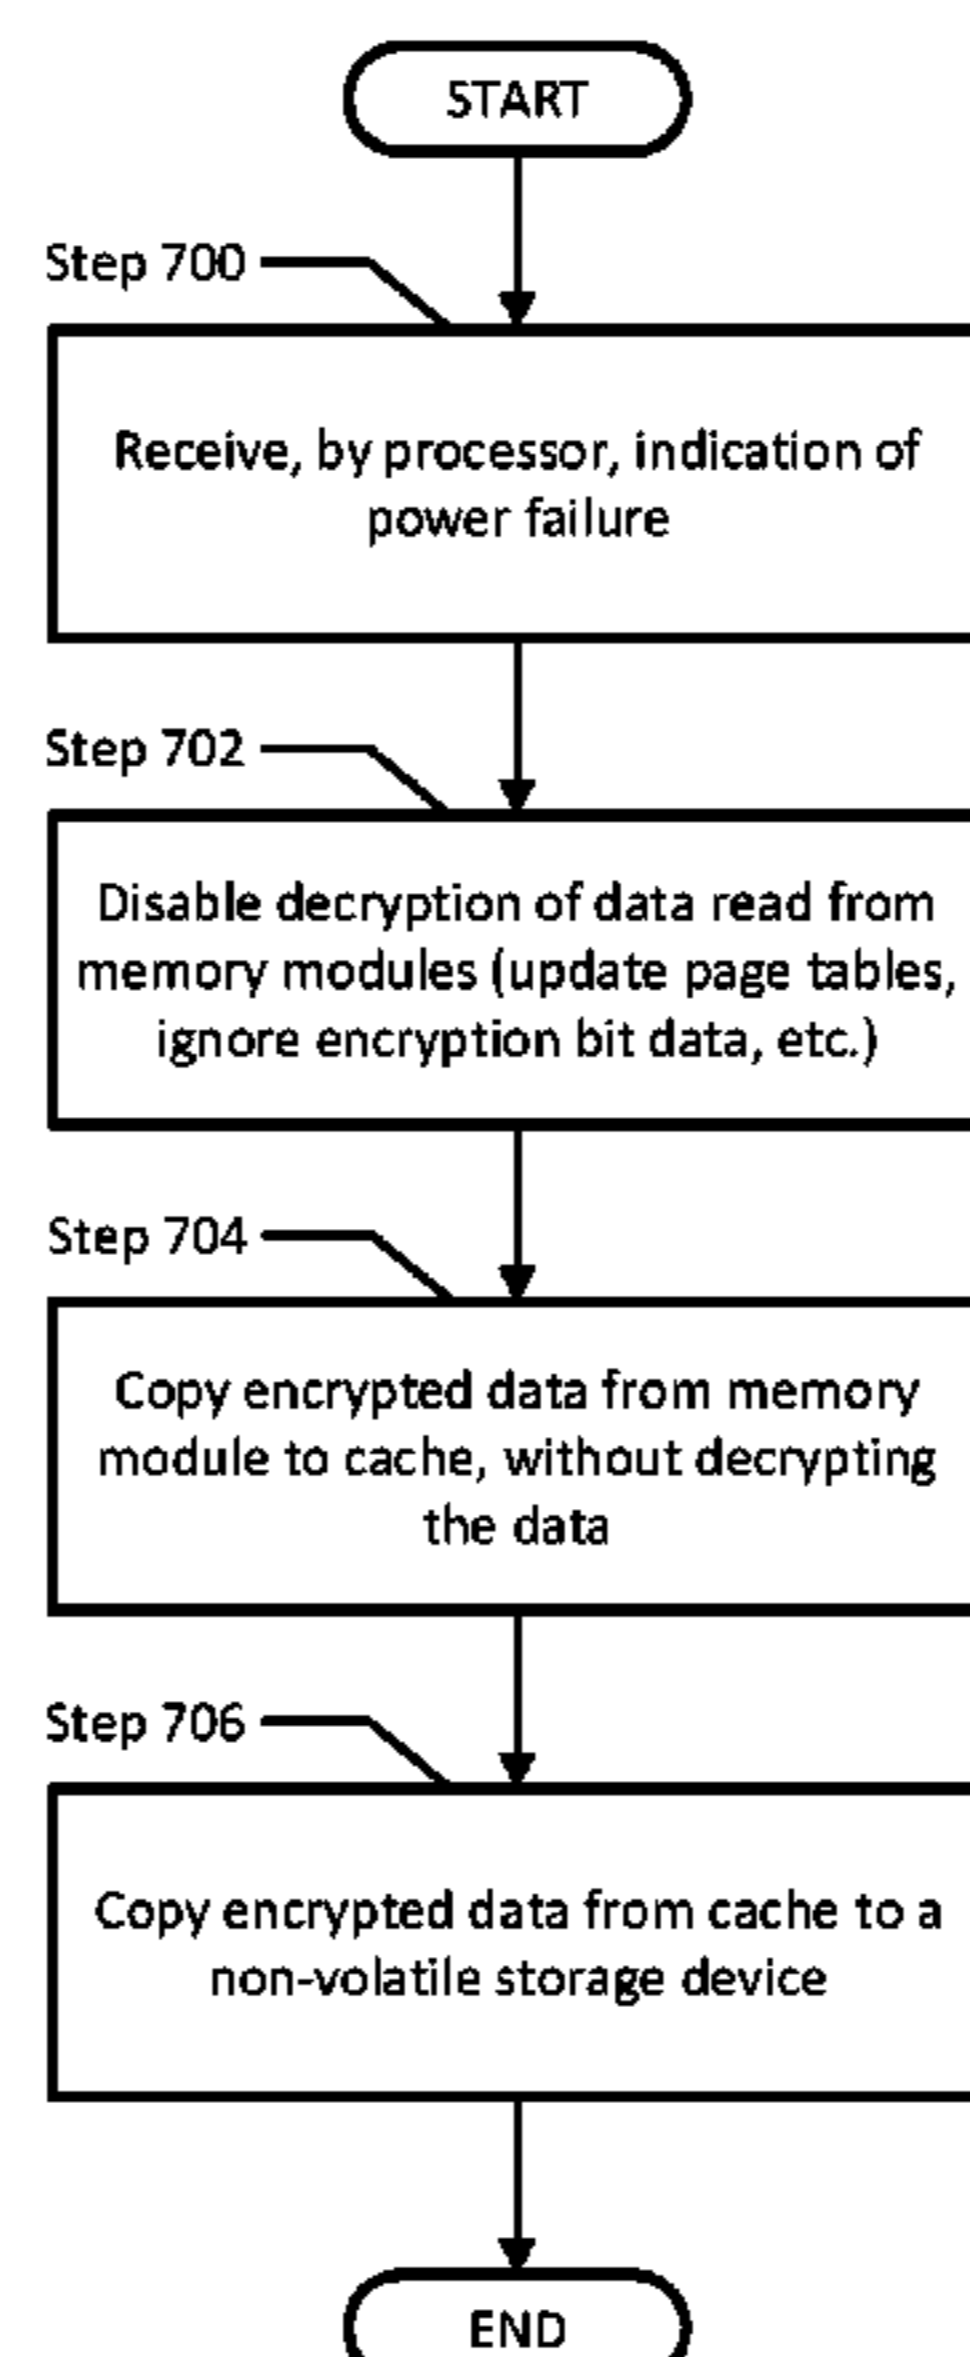 START
Step 700
Receive, by processor, indication of
power failure
Step 702
Disable decryption of data read from
memory modules (update page tables,
ignore encryption bit data, etc.)
Step 704
Copy encrypted data from memory
module to cache, without decrypting
the data
Step 706
Copy encrypted data from cache to a
non-volatile storage device
END